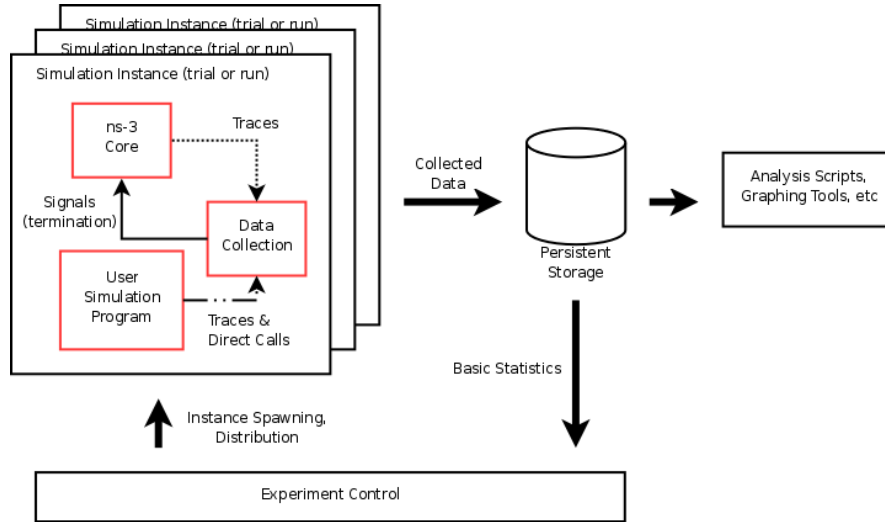 Simulation Instance (trial or run)
Simulation Instance (trial or run)
Simulation Instance (trial or run)
ns-3
Core
Traces
Signals
(termination)
Data
Collection
User
Simulation
Program
Traces &
Direct Calls
Collected
Data
Persistent
Storage
Analysis Scripts,
Graphing Tools, etc
Basic Statistics
Instance Spawning,
Distribution
Experiment Control